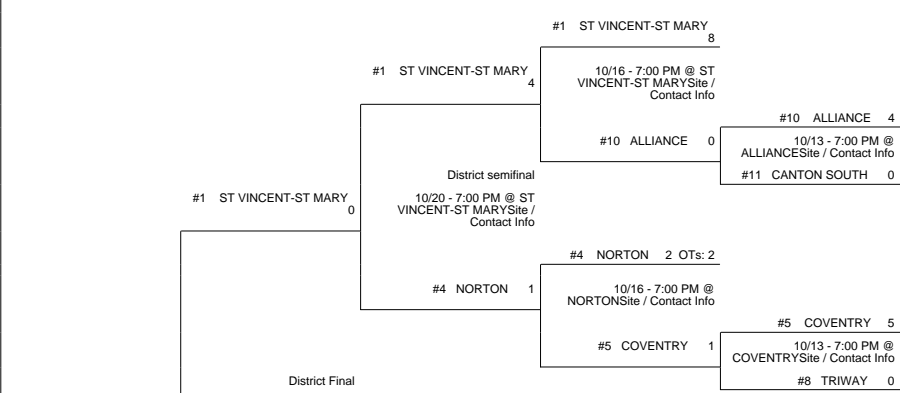 #1 ST VINCENT-ST MARY
8
#1 ST VINCENT-ST MARY
4
10/16 - 7:00 PM @ ST
VINCENT-ST MARYSite /
Contact Info
#10 ALLIANCE 4
#10 ALLIANCE 0
10/13 - 7:00 PM @
ALLIANCESite / Contact Info
#11 CANTON SOUTH 0
District semifinal
#1 ST VINCENT-ST MARY
0
10/20 - 7:00 PM @ ST
VINCENT-ST MARYSite /
Contact Info
#4 NORTON 2 OTs: 2
#4 NORTON 1
10/16 - 7:00 PM @
NORTONSite / Contact Info
#5 COVENTRY 5
#5 COVENTRY 1
10/13 - 7:00 PM @
COVENTRYSite / Contact Info
#8 TRIWAY 0
District Final